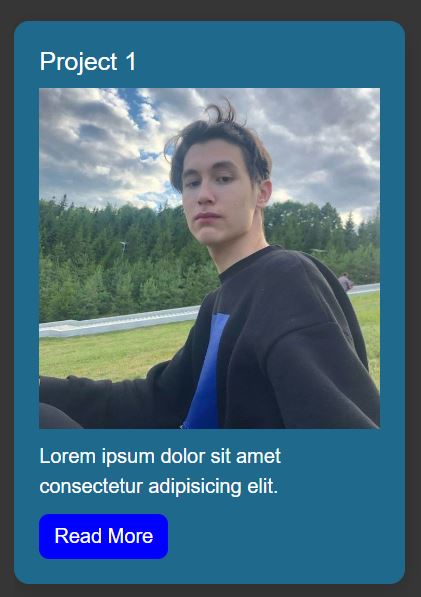 Project 1
Lorem ipsum dolor sit amet
consectetur adipisicing elit.
Read More